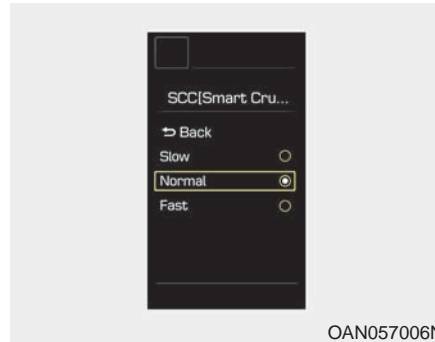 SCC[Smart Cru...
Back
Slow
Normal
Fast
OAN057006N